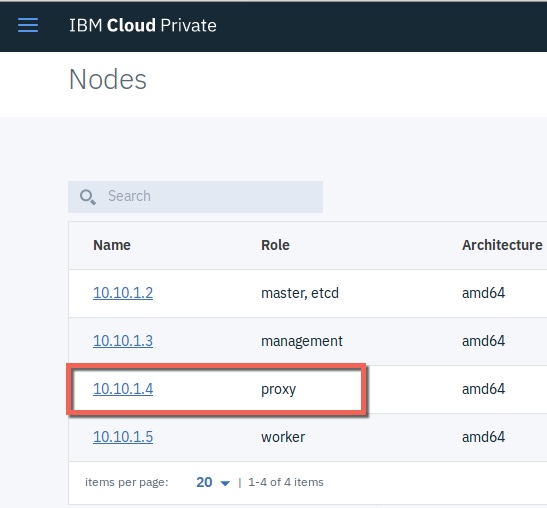 IBM Cloud Private
Nodes
Search
Name Role Architecture
10.10.1.2 master, etcd amd64
10.10.1.3 management amd64
10.10.1.4 proxy amd64
10.10.1.5 worker amd64
items per page: 20 | 1-4 of 4 items